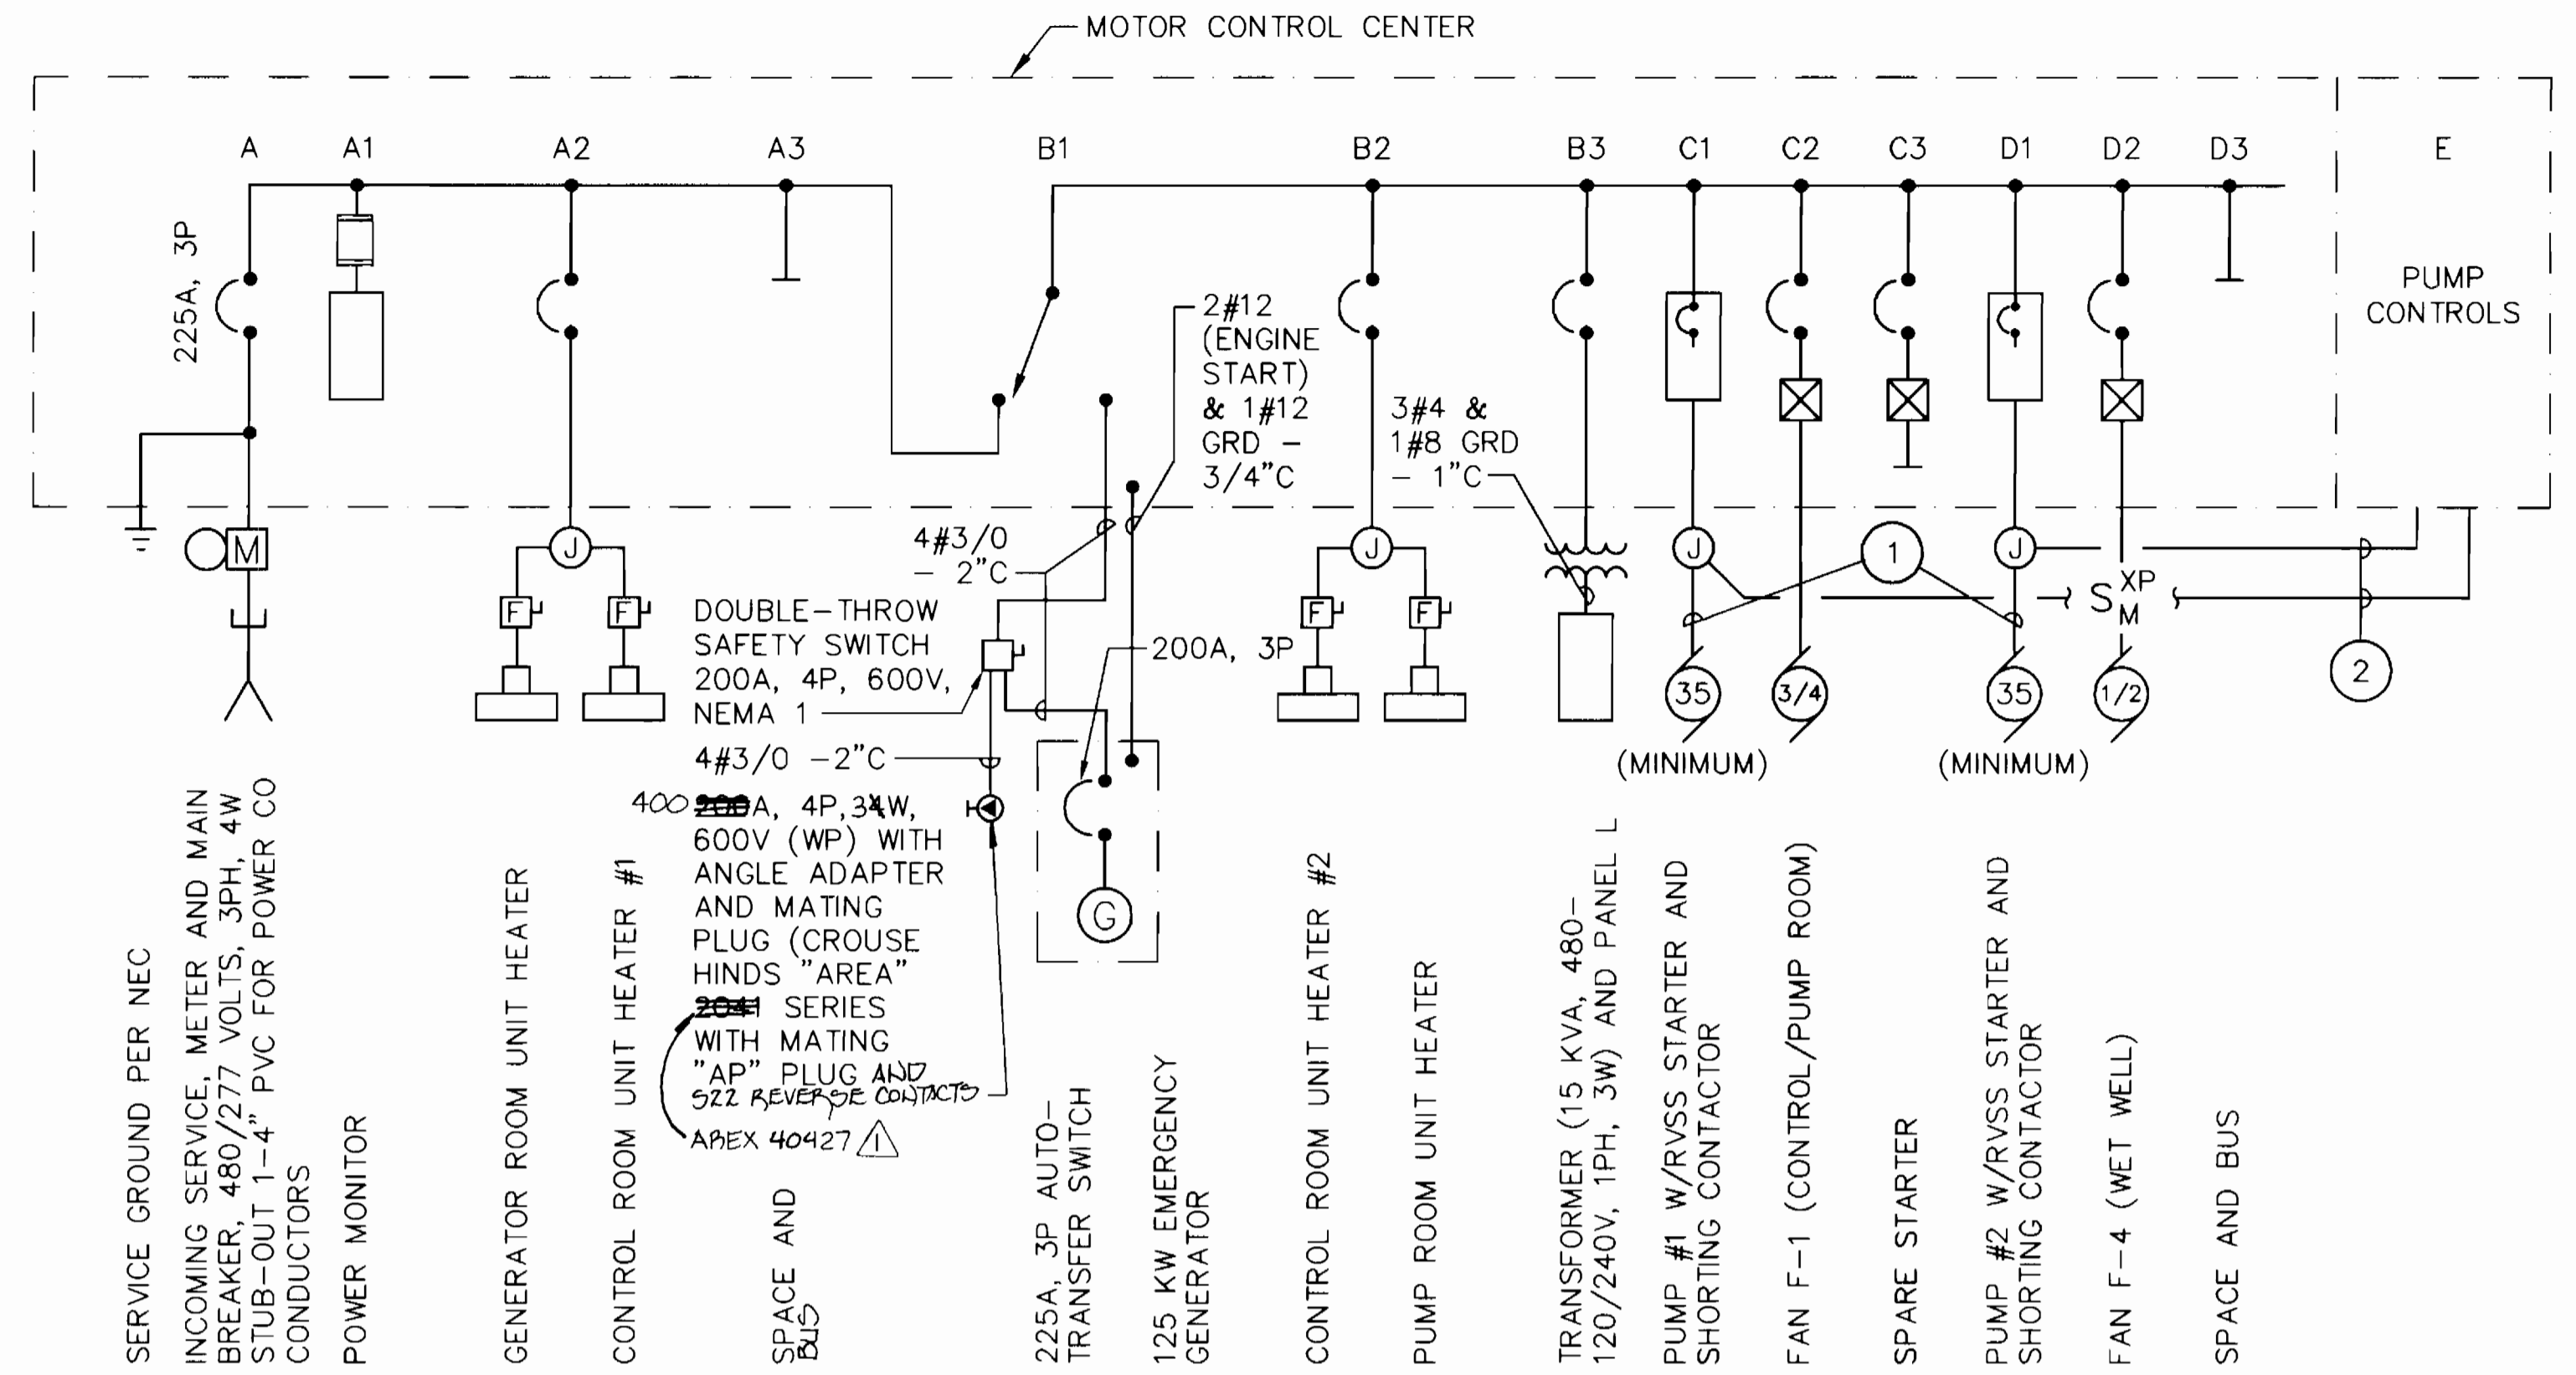 MOTOR CONTROL CENTER
A
A1
A2
A3
B1
B2
B3
C1
C2
C3
D1
D2
D3
E
225A, 3P
PUMP
CONTROLS
2#12
(ENGINE
START)
& 1#12
GRD -
3/4"C
3#4 &
1#8 GRD
- 1"C
4#3/0
- 2"C
M
J
F
F
J
F
F
J
1
J
S XP
M
2
DOUBLE-THROW
SAFETY SWITCH
200A, 4P, 600V,
NEMA 1
200A, 3P
35
3/4
35
1/2
(MINIMUM)
(MINIMUM)
4#3/0 -2"C
400 200A, 4P,34W,
600V (WP) WITH
ANGLE ADAPTER
AND MATING
PLUG (CROUSE
HINDS "AREA"
2041 SERIES
WITH MATING
"AP" PLUG AND
S22 REVERSE CONTACTS
AREX 40427 1
G
SERVICE GROUND PER NEC
INCOMING SERVICE, METER AND MAIN
BREAKER, 480/277 VOLTS, 3PH, 4W
STUB-OUT 1-4" PVC FOR POWER CO
CONDUCTORS
POWER MONITOR
GENERATOR ROOM UNIT HEATER
CONTROL ROOM UNIT HEATER #1
SPACE AND
BUS
225A, 3P AUTO-
TRANSFER SWITCH
125 KW EMERGENCY
GENERATOR
CONTROL ROOM UNIT HEATER #2
PUMP ROOM UNIT HEATER
TRANSFORMER (15 KVA, 480-
120/240V, 1PH, 3W) AND PANEL L
PUMP #1 W/RVSS STARTER AND
SHORTING CONTACTOR
FAN F-1 (CONTROL/PUMP ROOM)
SPARE STARTER
PUMP #2 W/RVSS STARTER AND
SHORTING CONTACTOR
FAN F-4 (WET WELL)
SPACE AND BUS